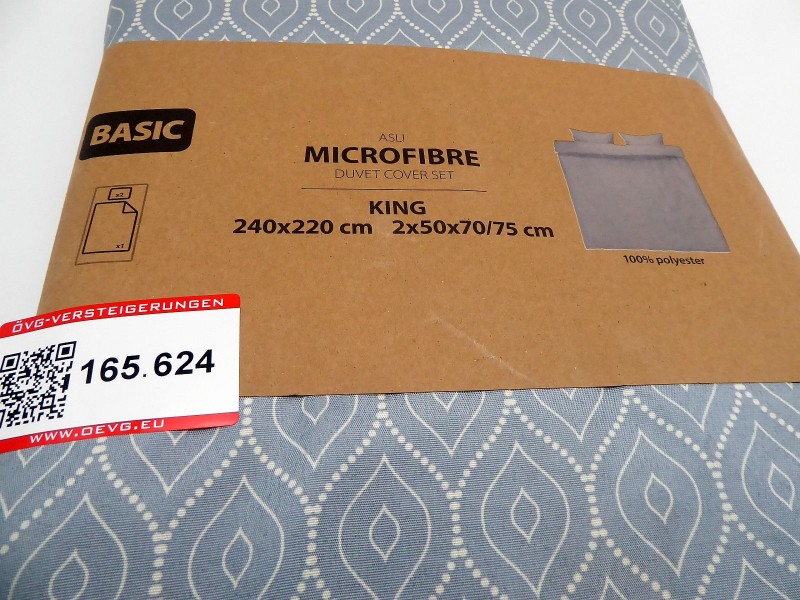 BASIC
ASLI
MICROFIBRE
DUVET COVER SET
KING
240x220 cm 2x50x70/75 cm
x2
x1
100% polyester
ÖVG-VERSTEIGERUNGEN
165.624
WWW.OEVG.EU